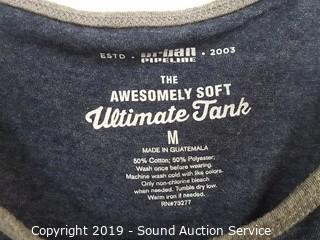 ESTD · urban · 2003
PIPELINE
THE
AWESOMELY SOFT
Ultimate Tank
M
MADE IN GUATEMALA
50% Cotton; 50% Polyester;
Wash once before wearing.
Machine wash cold with like colors.
Only non-chlorine bleach
when needed. Tumble dry low.
Warm iron if needed.
RN#73277
Copyright 2019 - Sound Auction Service